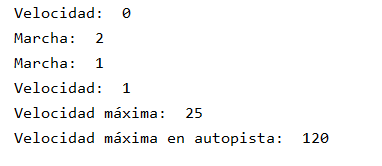 Velocidad:  0
Marcha:  2
Marcha:  1
Velocidad:  1
Velocidad máxima:  25
Velocidad máxima en autopista:  120